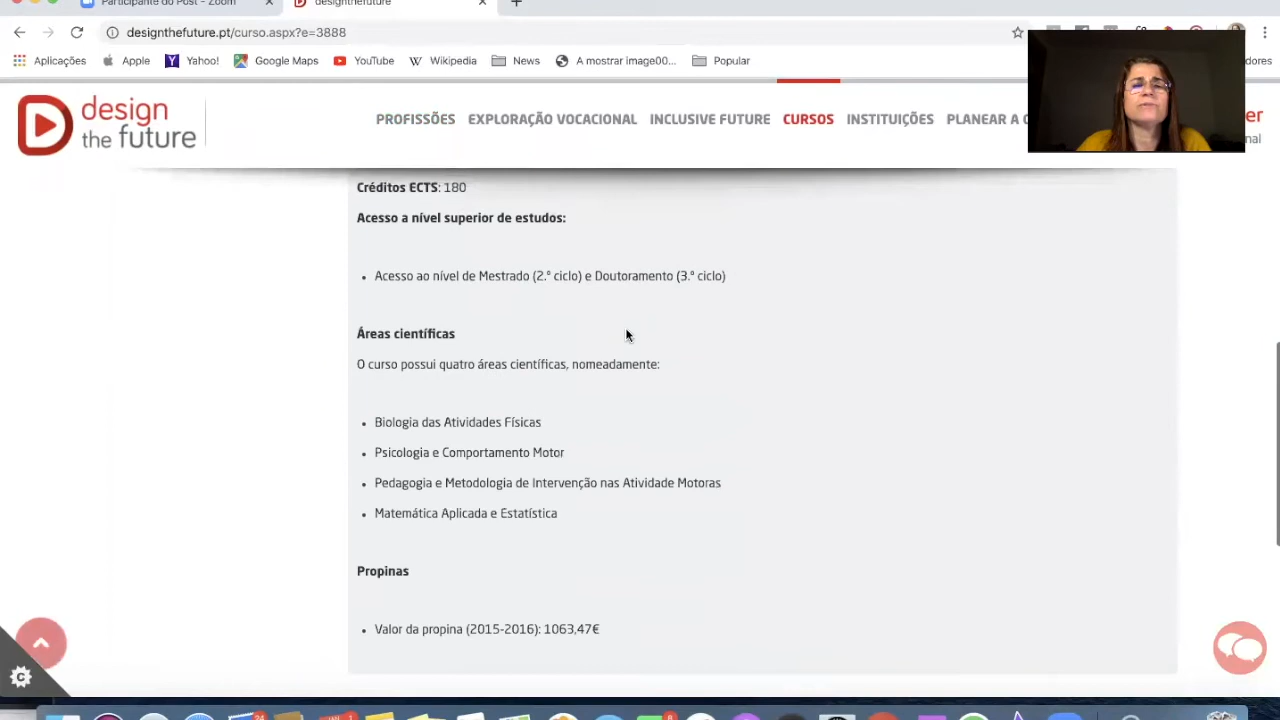 Participante do Post - Zoom
designthefuture
designthefuture.pt/curso.aspx?e=3888
Aplicações Apple Yahoo! Google Maps YouTube Wikipedia News A mostrar image00... Popular
design
the future
PROFISSÕES EXPLORAÇÃO VOCACIONAL INCLUSIVE FUTURE CURSOS INSTITUIÇÕES PLANEAR A
Créditos ECTS: 180
Acesso a nível superior de estudos:
• Acesso ao nível de Mestrado (2.º ciclo) e Doutoramento (3.º ciclo)
Áreas científicas
O curso possui quatro áreas científicas, nomeadamente:
• Biologia das Atividades Físicas
• Psicologia e Comportamento Motor
• Pedagogia e Metodologia de Intervenção nas Atividade Motoras
• Matemática Aplicada e Estatística
Propinas
• Valor da propina (2015-2016): 1063,47€